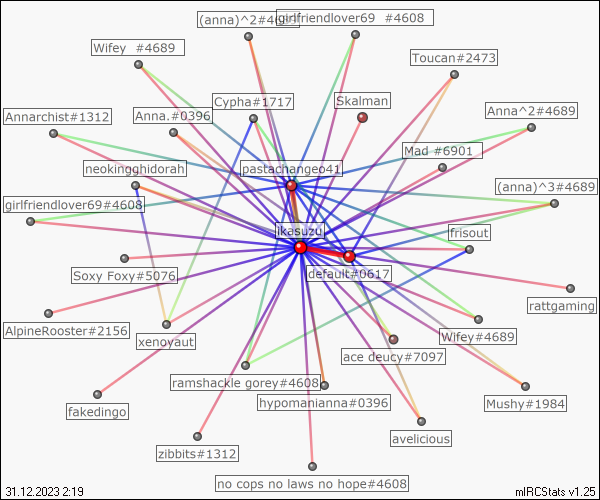 (anna)^2#4689
girlfriendlover69 #4608
Wifey #4689
Toucan#2473
Cypha#1717
Skalman
Annarchist#1312
Anna.#0396
Anna^2#4689
Mad #6901
neokingghidorah
pastachangeo41
(anna)^3#4689
girlfriendlover69#4608
ikasuzu
frisout
Soxy Foxy#5076
default#0617
rattgaming
AlpineRooster#2156
xenoyaut
Wifey#4689
ace deucy#7097
ramshackle gorey#4608
hypomanianna#0396
Mushy#1984
fakedingo
avelicious
zibbits#1312
no cops no laws no hope#4608
31.12.2023 2:19
mIRCStats v1.25